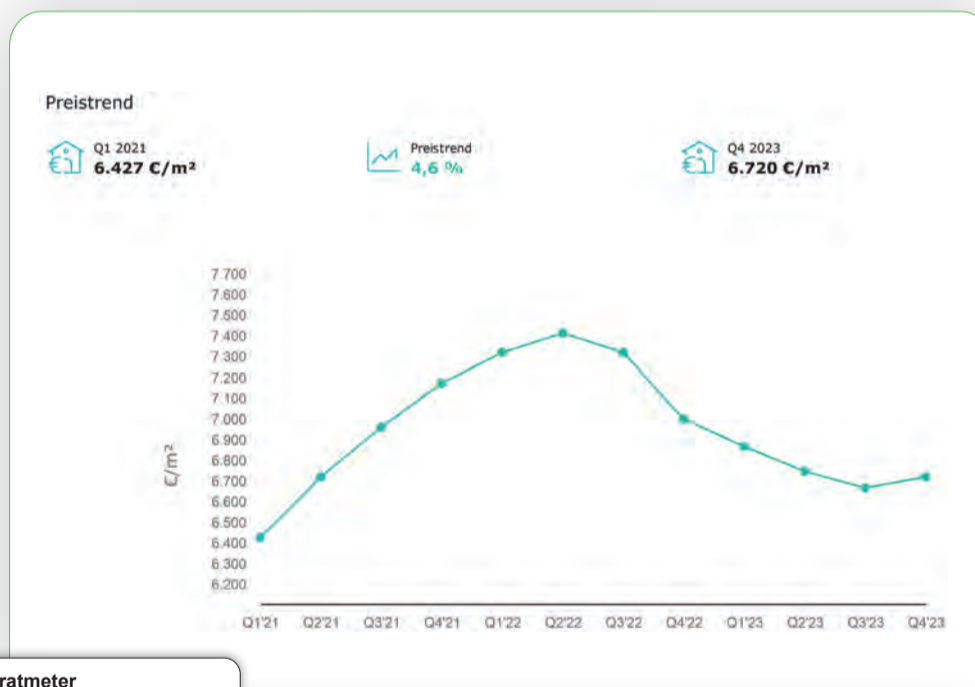 Preistrend
Q1 2021
6.427 €/m²
Preistrend
4,6 %
Q4 2023
6.720 €/m²
7.700
7.600
7.500
7.400
7.300
7.200
7.100
7.000
6.900
6.800
6.700
6.600
6.500
6.400
6.300
6.200
€/m²
Q1'21 Q2'21 Q3'21 Q4'21 Q1'22 Q2'22 Q3'22 Q4'22 Q1'23 Q2'23 Q3'23 Q4'23
ratmeter